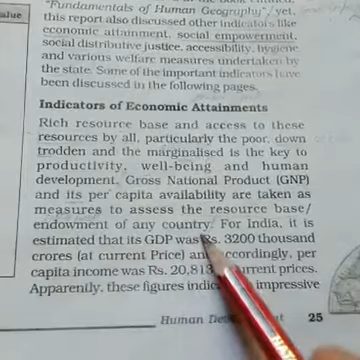 alue
"Fundamentals of Human Geography", yet,
this report also discussed other indicators like
economic attainment, social empowerment,
social distributive justice, accessibility, hygiene
and various welfare measures undertaken by
the state. Some of the important indicators have
been discussed in the following pages.
Indicators of Economic Attainments
Rich resource base and access to these
resources by all, particularly the poor, down
trodden and the marginalised is the key to
productivity, well-being and human
development. Gross National Product (GNP)
and its per capita availability are taken as
measures to assess the resource base/
endowment of any country. For India, it is
estimated that its GDP was Rs. 3200 thousand
crores (at current Price) and accordingly, per
capita income was Rs. 20,813 current prices.
Apparently, these figures impressive
Human 25